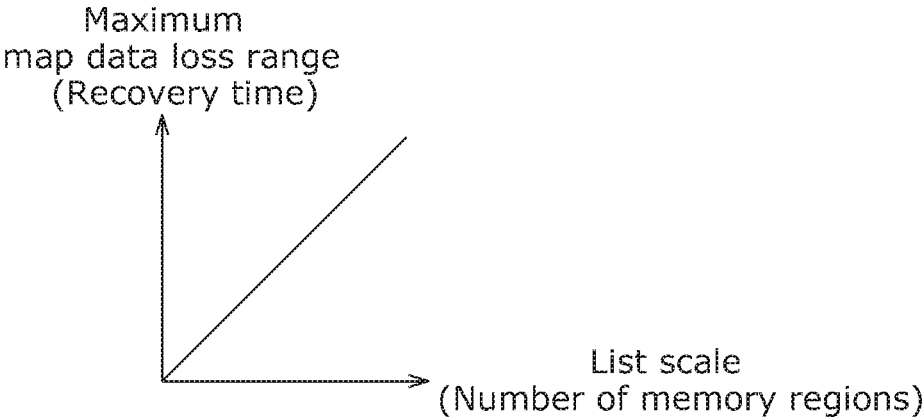 Maximum
map data loss range
(Recovery time)
List scale
(Number of memory regions)